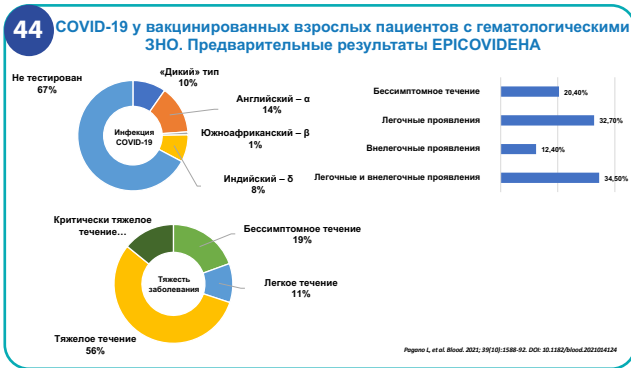 44
COVID-19 у вакцинированных взрослых пациентов с гематологическими
ЗНО. Предварительные результаты EPICOVIDEHA
Не тестирован
67%
«Дикий» тип
10%
Английский – α
14%
Южноафриканский – β
1%
Индийский – δ
8%
Инфекция
COVID-19
Бессимптомное течение
20,40%
Легочные проявления
32,70%
Внелегочные проявления
12,40%
Легочные и внелегочные проявления
34,50%
Критически тяжелое
течение…
Бессимптомное течение
19%
Легкое течение
11%
Тяжесть
заболевания
Тяжелое течение
56%
Pagano L, et al. Blood. 2021; 39(10):1588-92. DOI: 10.1182/blood.2021014124